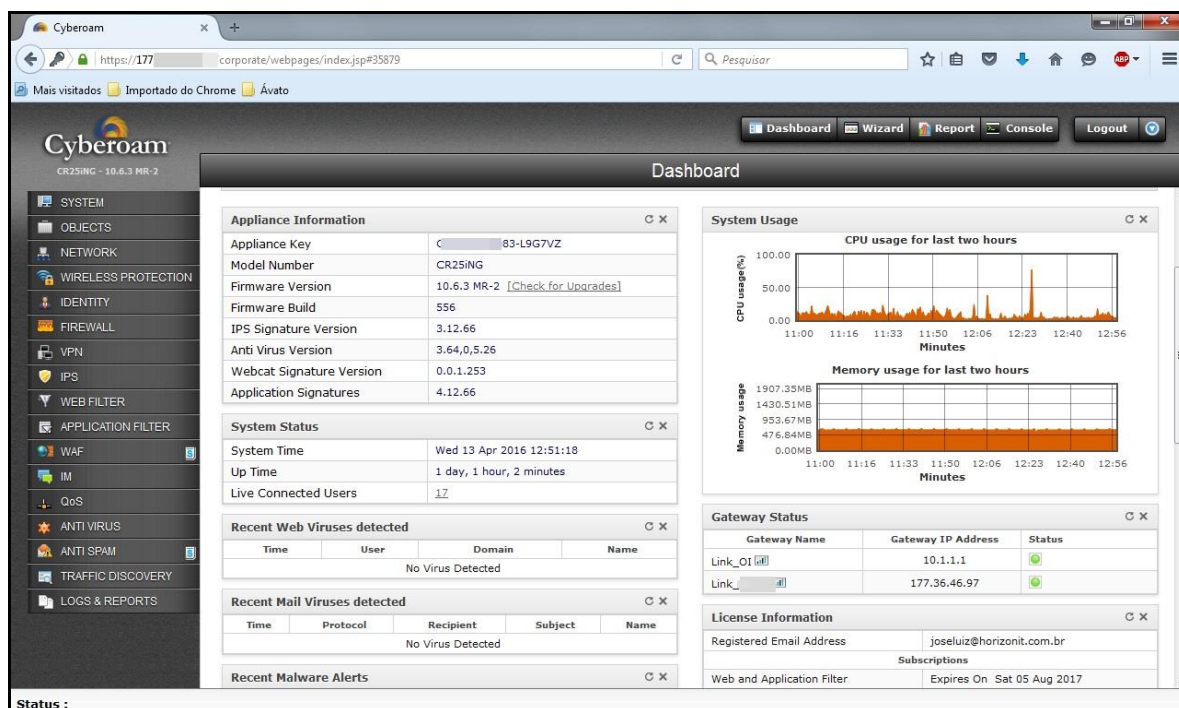 Cyberoam
https://177 corporate/webpages/index.jsp#35879
Pesquisar
ABP
Mais visitados Importado do Chrome Ávato
Cyberoam
CR25iNG - 10.6.3 MR-2
Dashboard Wizard Report Console Logout
Dashboard
SYSTEM
OBJECTS
NETWORK
WIRELESS PROTECTION
IDENTITY
FIREWALL
VPN
IPS
WEB FILTER
APPLICATION FILTER
WAF
IM
QoS
ANTI VIRUS
ANTI SPAM
TRAFFIC DISCOVERY
LOGS & REPORTS
Appliance Information
Appliance Key 83-L9G7VZ
Model Number CR25iNG
Firmware Version 10.6.3 MR-2 [Check for Upgrades]
Firmware Build 556
IPS Signature Version 3.12.66
Anti Virus Version 3.64,0,5.26
Webcat Signature Version 0.0.1.253
Application Signatures 4.12.66
System Status
System Time Wed 13 Apr 2016 12:51:18
Up Time 1 day, 1 hour, 2 minutes
Live Connected Users 17
Recent Web Viruses detected
Time User Domain Name
No Virus Detected
Recent Mail Viruses detected
Time Protocol Recipient Subject Name
No Virus Detected
Recent Malware Alerts
System Usage
CPU usage for last two hours
CPU usage(%)
100.00
50.00
0.00
11:00 11:16 11:33 11:50 12:06 12:23 12:40 12:56
Minutes
Memory usage for last two hours
Memory usage
1907.35MB
1430.51MB
953.67MB
476.84MB
0.00MB
11:00 11:16 11:33 11:50 12:06 12:23 12:40 12:56
Minutes
Gateway Status
Gateway Name Gateway IP Address Status
Link_OI 10.1.1.1
Link_ 177.36.46.97
License Information
Registered Email Address joseluiz@horizonit.com.br
Subscriptions
Web and Application Filter Expires On Sat 05 Aug 2017
Status :